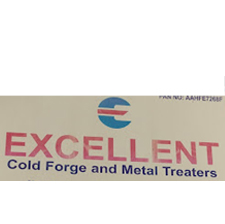 PAN NO: AAHFE7268F
EXCELLENT
Cold Forge and Metal Treaters